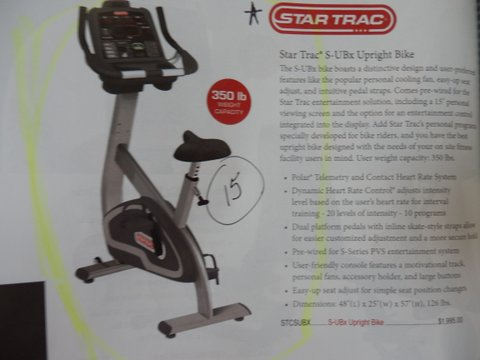 STAR TRAC
Star Trac® S-UBx Upright Bike
The S-UBx bike boasts a distinctive design and user-preferred
features like the popular personal cooling fan, easy-up seat
adjust, and intuitive pedal straps. Comes pre-wired for the
Star Trac entertainment solution, including a 15" personal
viewing screen and the option for an entertainment control
integrated into the display. Add Star Trac's personal program
specially developed for bike riders, and you have the best
upright bike designed with the needs of your on site fitness
facility users in mind. User weight capacity: 350 lbs.
350 lb
WEIGHT
CAPACITY
15
• Polar® Telemetry and Contact Heart Rate System
• Dynamic Heart Rate Control® adjusts intensity
level based on the user's heart rate for interval
training - 20 levels of intensity - 10 programs
• Dual platform pedals with inline skate-style straps allow
for easier customized adjustment and a more secure hold
• Pre-wired for S-Series PVS entertainment system
• User-friendly console features a motivational track,
personal fans, accessory holder, and large buttons
• Easy-up seat adjust for simple seat position changes
• Dimensions: 48"(L) x 25"(W) x 57"(H), 126 lbs.
STCSUBX S-UBx Upright Bike $1,995.00